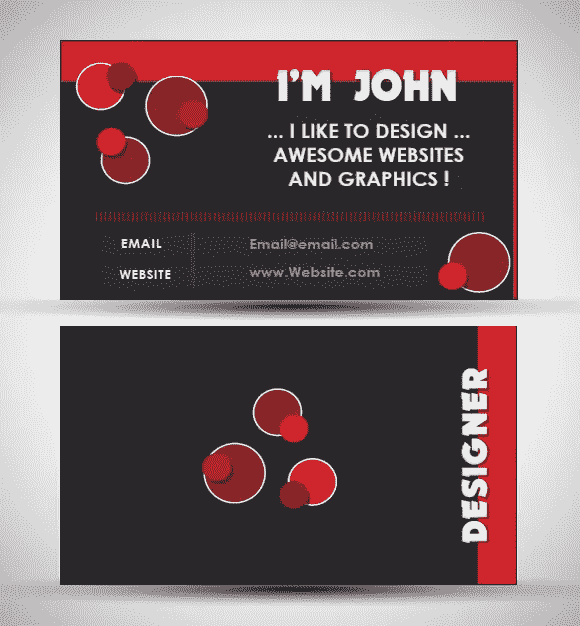 I'M JOHN
... I LIKE TO DESIGN ...
AWESOME WEBSITES
AND GRAPHICS !
EMAIL Email@email.com
WEBSITE www.Website.com
DESIGNER